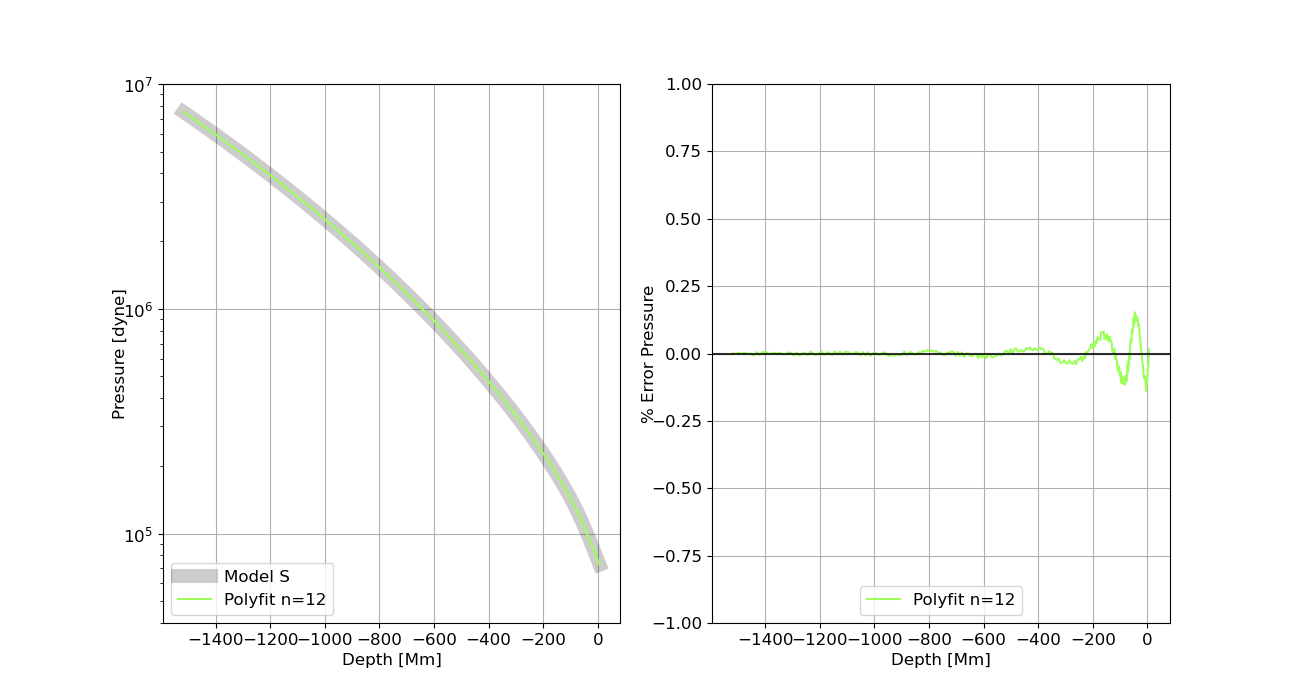 10^7
10^6
10^5
Pressure [dyne]
Model S
Polyfit n=12
−1400 −1200 −1000 −800 −600 −400 −200 0
Depth [Mm]
1.00
0.75
0.50
0.25
0.00
−0.25
−0.50
−0.75
−1.00
% Error Pressure
Polyfit n=12
−1400 −1200 −1000 −800 −600 −400 −200 0
Depth [Mm]